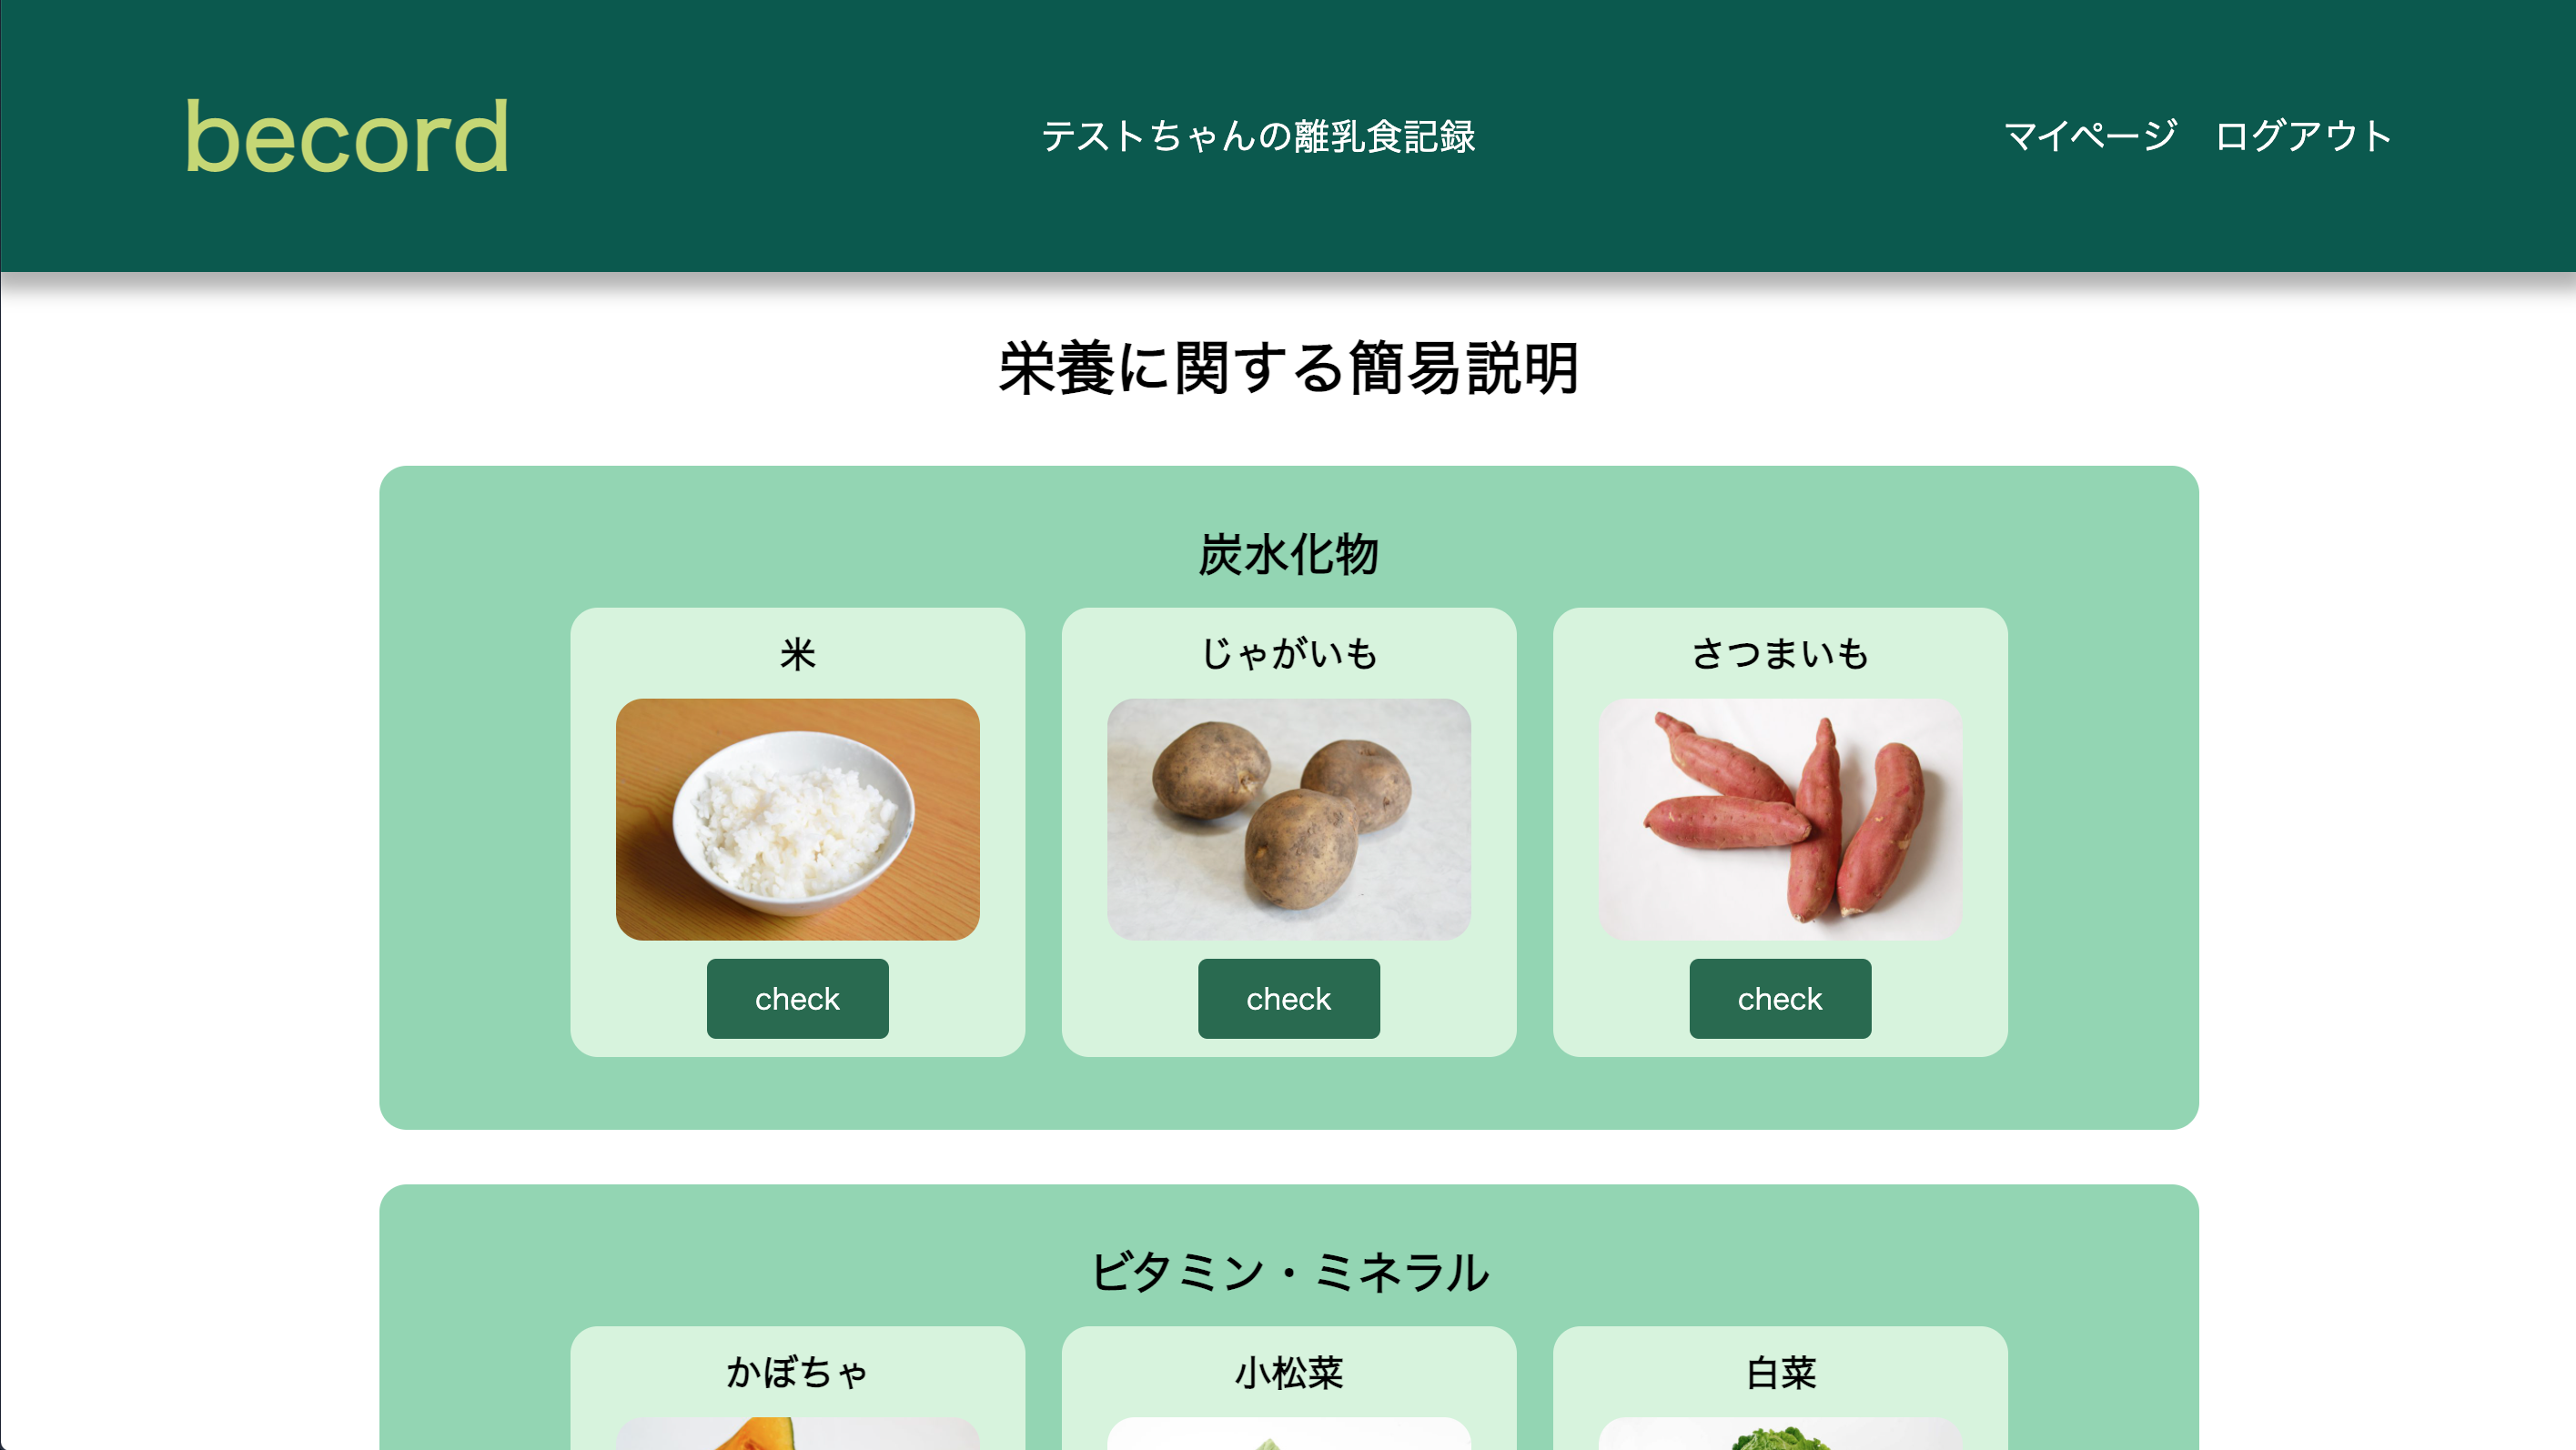 becord
テストちゃんの離乳食記録
マイページ ログアウト
栄養に関する簡易説明
炭水化物
米
じゃがいも
さつまいも
check
check
check
ビタミン・ミネラル
かぼちゃ
小松菜
白菜